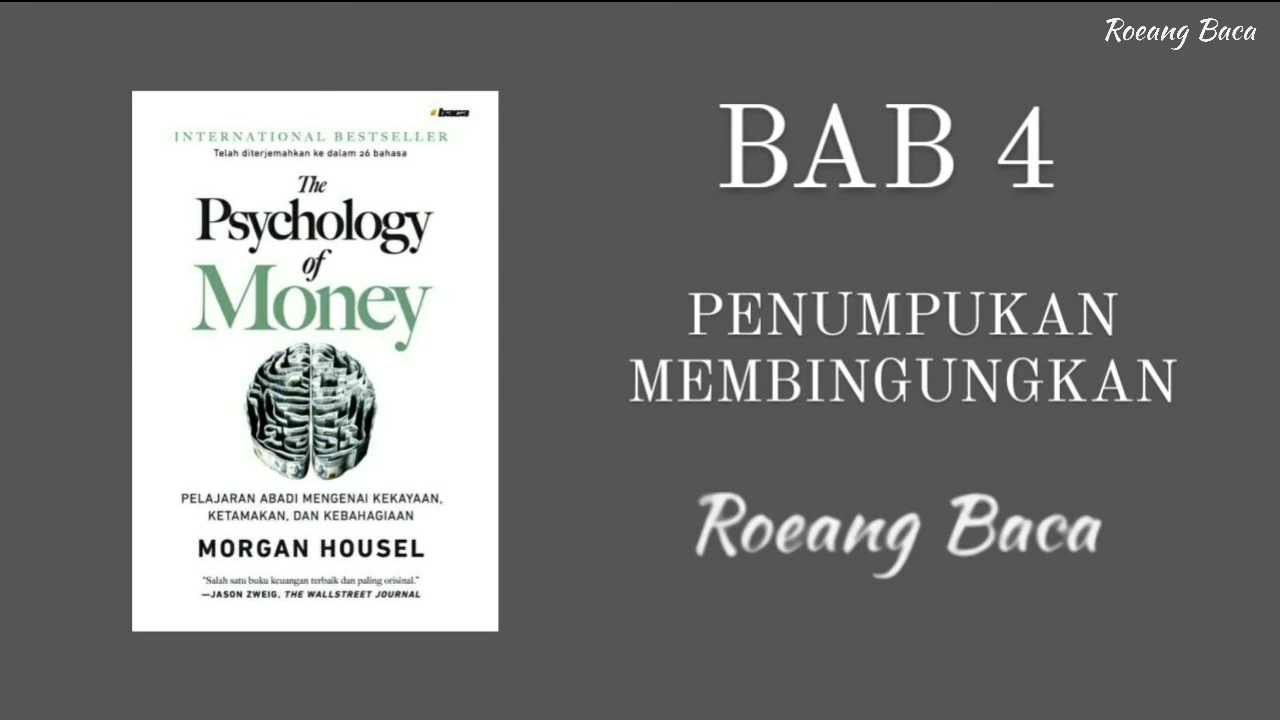 Roeang Baca
baca
INTERNATIONAL BESTSELLER
Telah diterjemahkan ke dalam 26 bahasa
The
Psychology
of
Money
PELAJARAN ABADI MENGENAI KEKAYAAN,
KETAMAKAN, DAN KEBAHAGIAAN
MORGAN HOUSEL
"Salah satu buku keuangan terbaik dan paling orisinal."
—JASON ZWEIG, THE WALLSTREET JOURNAL
BAB 4
PENUMPUKAN
MEMBINGUNGKAN
Roeang Baca